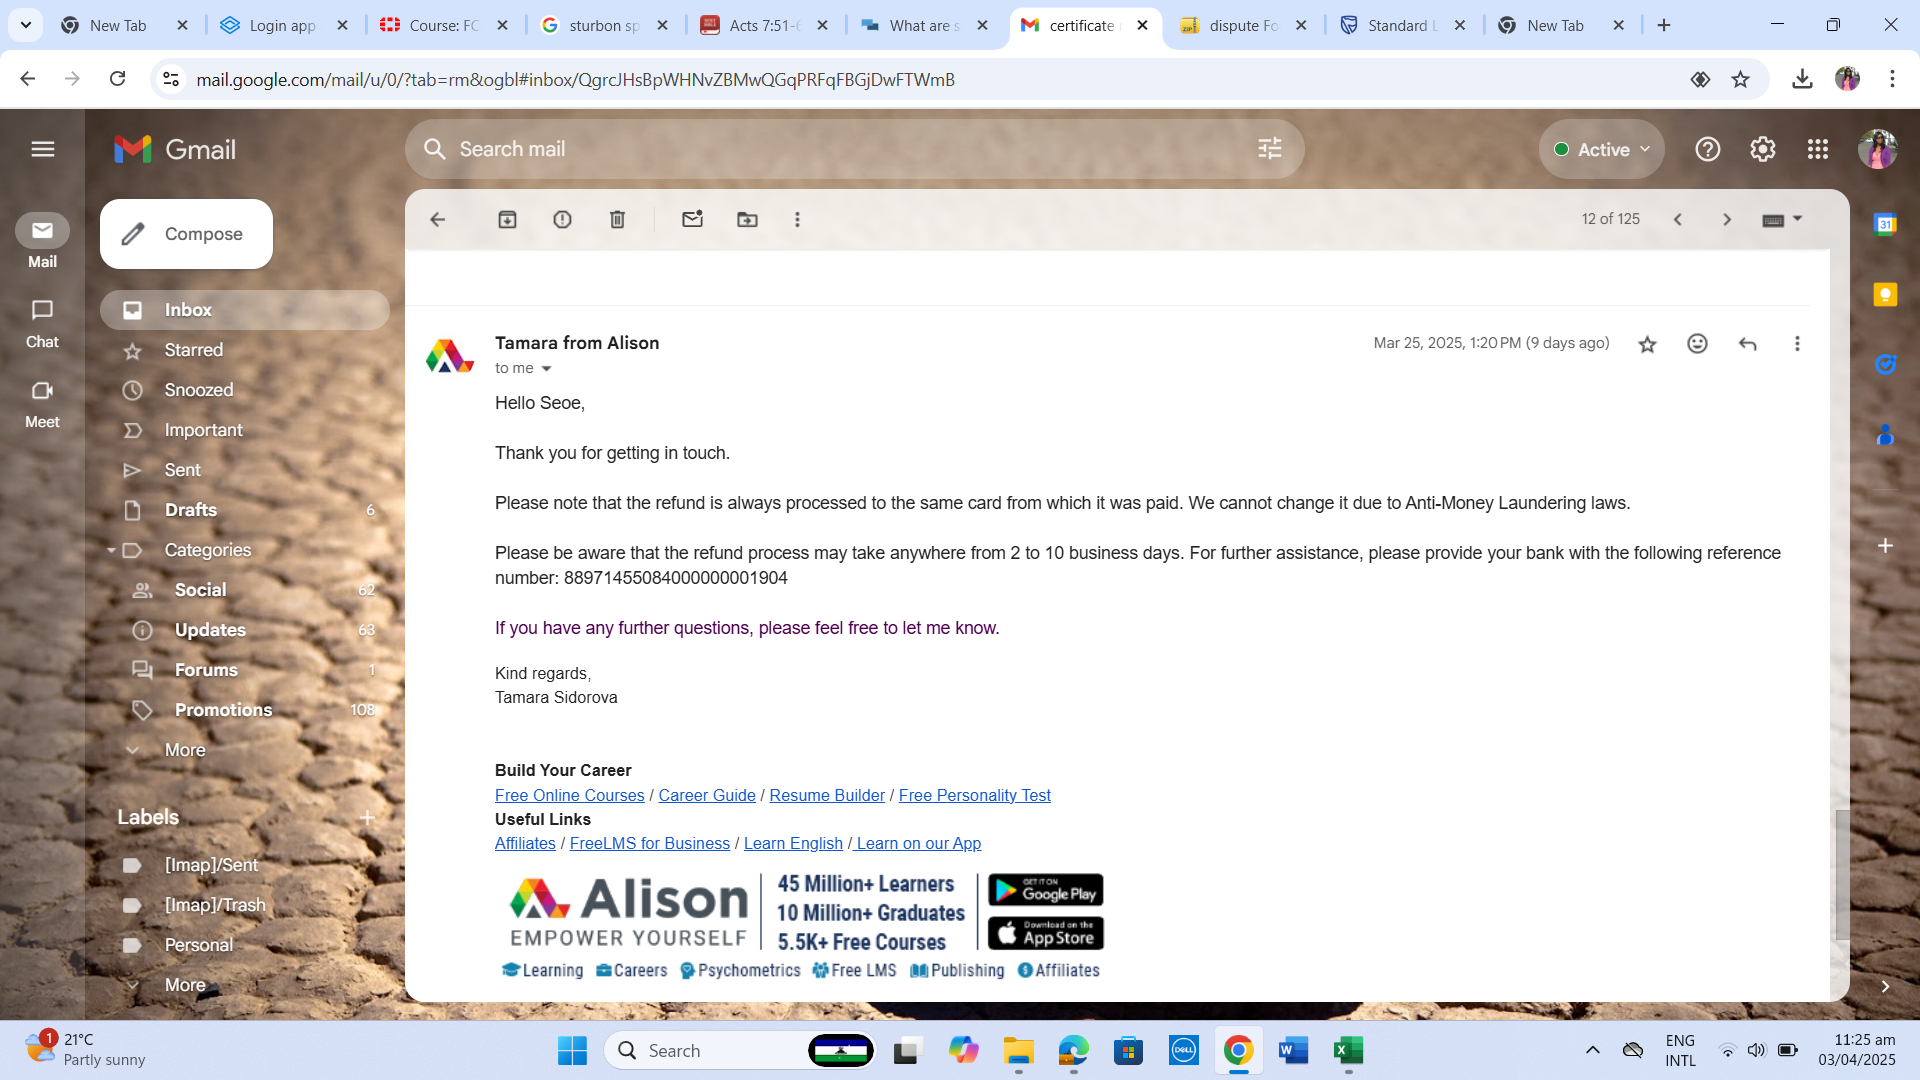 New Tab
Login app
Course: FC
sturbon sp
Acts 7:51-6
What are s
certificate
dispute Fo
Standard L
New Tab
mail.google.com/mail/u/0/?tab=rm&ogbl#inbox/QgrcJHsBpWHNvZBMwQGqPRFqFBGjDwFTWmB
Gmail
Search mail
Active
Compose
12 of 125
Mail
Chat
Meet
Inbox
Starred
Snoozed
Important
Sent
Drafts 6
Categories
Social 62
Updates 63
Forums 1
Promotions 108
More
Labels
[Imap]/Sent
[Imap]/Trash
Personal
More
Tamara from Alison
Mar 25, 2025, 1:20 PM (9 days ago)
to me
Hello Seoe,
Thank you for getting in touch.
Please note that the refund is always processed to the same card from which it was paid. We cannot change it due to Anti-Money Laundering laws.
Please be aware that the refund process may take anywhere from 2 to 10 business days. For further assistance, please provide your bank with the following reference
number: 88971455084000000001904
If you have any further questions, please feel free to let me know.
Kind regards,
Tamara Sidorova
Build Your Career
Free Online Courses / Career Guide / Resume Builder / Free Personality Test
Useful Links
Affiliates / FreeLMS for Business / Learn English / Learn on our App
Alison
EMPOWER YOURSELF
45 Million+ Learners
10 Million+ Graduates
5.5K+ Free Courses
GET IT ON
Google Play
Download on the
App Store
Learning Careers Psychometrics Free LMS Publishing Affiliates
31
1
21°C
Partly sunny
Search
DELL
ENG
INTL
11:25 am
03/04/2025